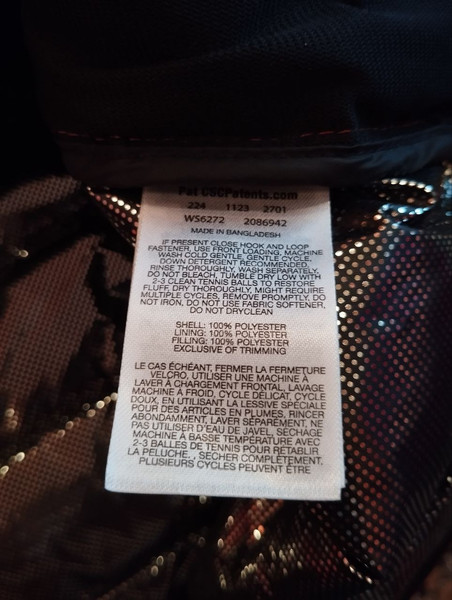 Pat CSCPatents.com
224 1123 2701
WS6272 2086942
MADE IN BANGLADESH
IF PRESENT CLOSE HOOK AND LOOP
FASTENER, USE FRONT LOADING, MACHINE
WASH COLD GENTLE, GENTLE CYCLE,
DOWN DETERGENT RECOMMENDED,
RINSE THOROUGHLY, WASH SEPARATELY,
DO NOT BLEACH, TUMBLE DRY LOW WITH
2-3 CLEAN TENNIS BALLS TO RESTORE
FLUFF, DRY THOROUGHLY, MIGHT REQUIRE
MULTIPLE CYCLES, REMOVE PROMPTLY, DO
NOT IRON, DO NOT USE FABRIC SOFTENER,
DO NOT DRYCLEAN
SHELL: 100% POLYESTER
LINING: 100% POLYESTER
FILLING: 100% POLYESTER
EXCLUSIVE OF TRIMMING
LE CAS ÉCHÉANT, FERMER LA FERMETURE
VELCRO, UTILISER UNE MACHINE À
LAVER À CHARGEMENT FRONTAL, LAVAGE
MACHINE À FROID, CYCLE DÉLICAT, CYCLE
DOUX, EN UTILISANT LA LESSIVE SPÉCIALE
POUR DES ARTICLES EN PLUMES, RINCER
ABONDAMMENT, LAVER SÉPARÉMENT, NE
PAS UTILISER D'EAU DE JAVEL, SÉCHAGE
MACHINE À BASSE TEMPÉRATURE AVEC
2-3 BALLES DE TENNIS POUR RETABLIR
LA PELUCHE, , SÉCHER COMPLÈTEMENT,
PLUSIEURS CYCLES PEUVENT ÊTRE